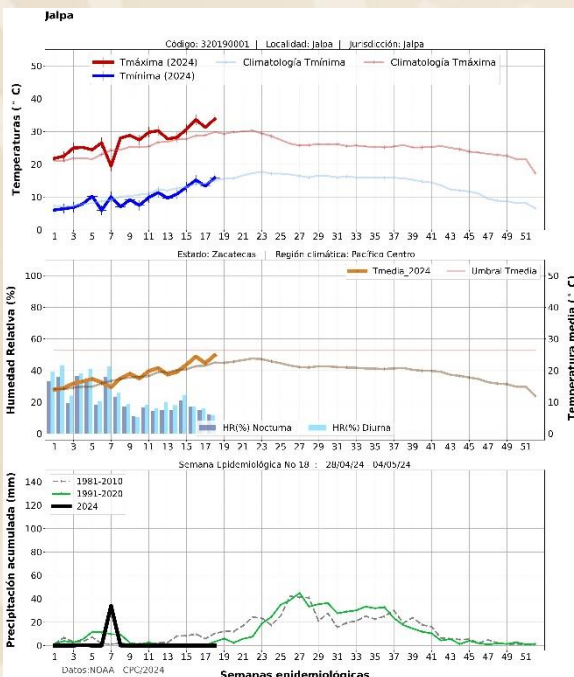 Jalpa
Código: 320190001 | Localidad: Jalpa | Jurisdicción: Jalpa
Tmáxima (2024)
Tmínima (2024)
Climatología Tmínima
Climatología Tmáxima
Temperaturas (° C)
50
40
30
20
10
0
1 3 5 7 9 11 13 15 17 19 21 23 25 27 29 31 33 35 37 39 41 43 45 47 49 51
Estado: Zacatecas | Región climática: Pacífico Centro
Tmedia_2024
Umbral Tmedia
Humedad Relativa (%)
100
80
60
40
20
0
50
40
30
20
10
0
Temperatura media (° C)
HR(%) Nocturna
HR(%) Diurna
1 3 5 7 9 11 13 15 17 19 21 23 25 27 29 31 33 35 37 39 41 43 45 47 49 51
Semana Epidemiológica No 18 : 28/04/24 - 04/05/24
1981-2010
1991-2020
2024
Precipitación acumulada (mm)
140
120
100
80
60
40
20
0
1 3 5 7 9 11 13 15 17 19 21 23 25 27 29 31 33 35 37 39 41 43 45 47 49 51
Datos:NOAA CPC/2024
Semanas epidemiológicas